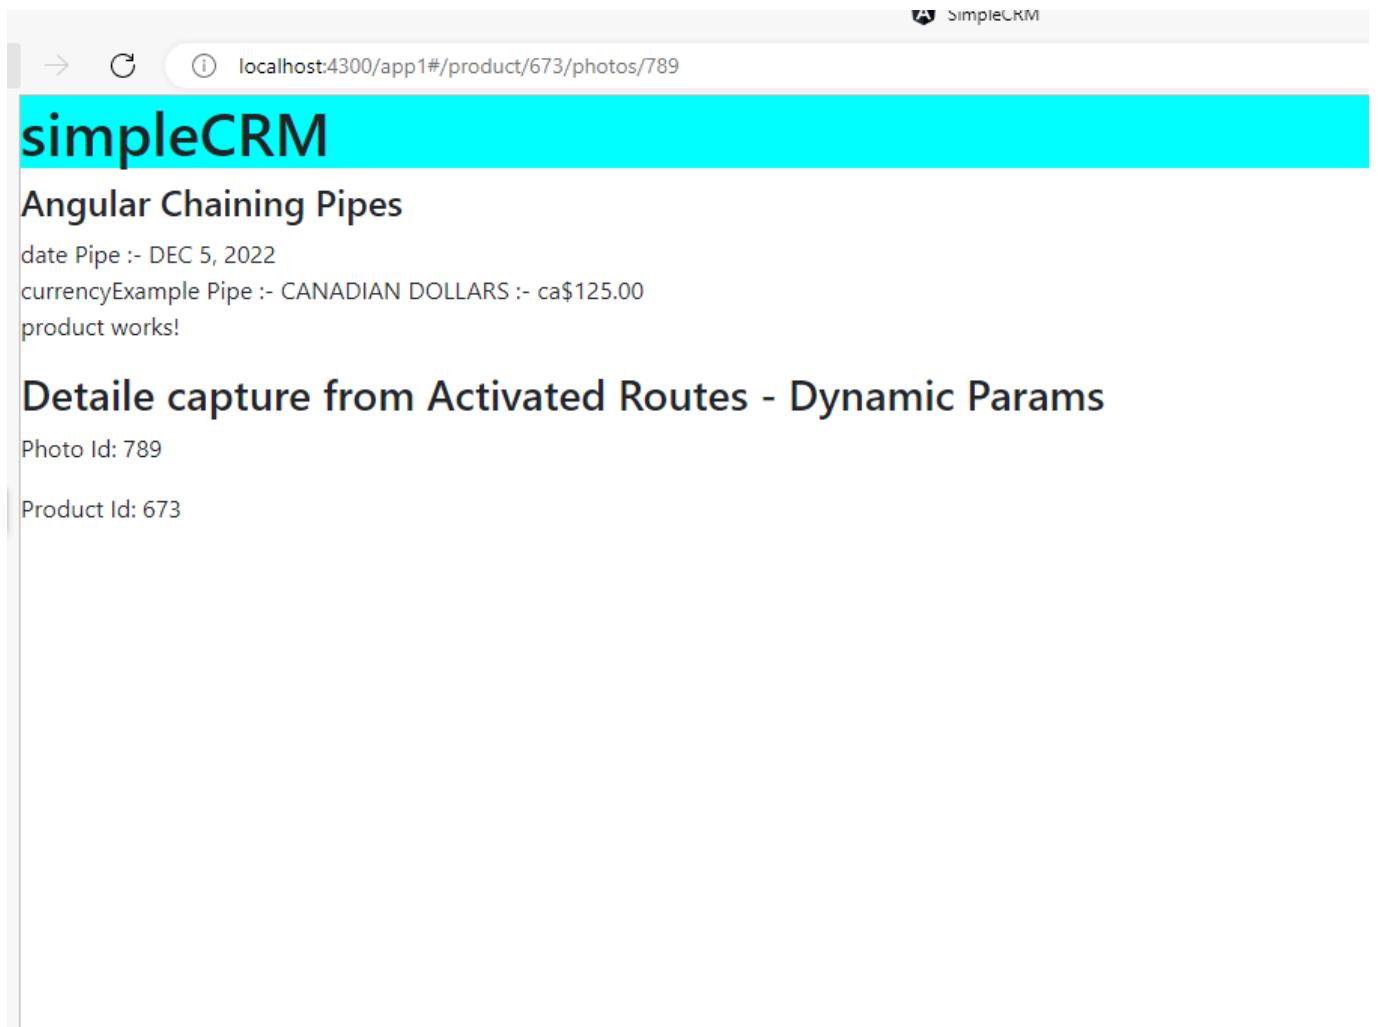 SimpleCRM
localhost:4300/app1#/product/673/photos/789
simpleCRM
Angular Chaining Pipes
date Pipe :- DEC 5, 2022
currencyExample Pipe :- CANADIAN DOLLARS :- ca$125.00
product works!
Detaile capture from Activated Routes - Dynamic Params
Photo Id: 789
Product Id: 673